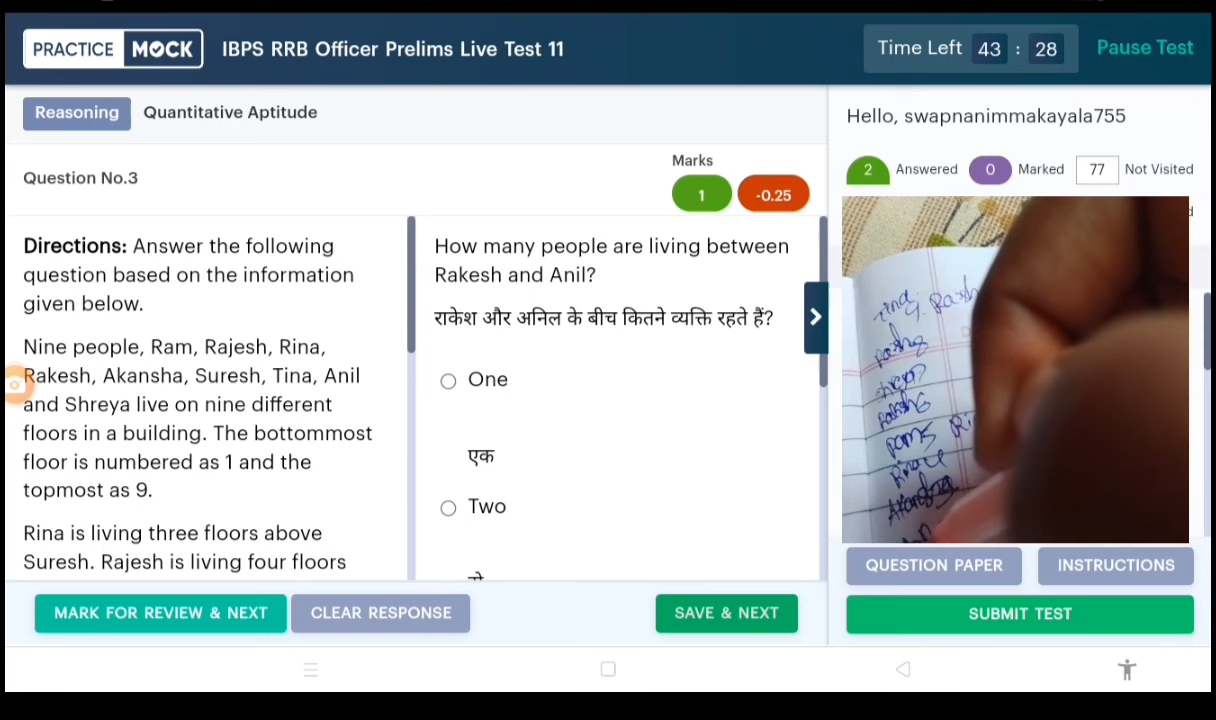 PRACTICE MOCK IBPS RRB Officer Prelims Live Test 11 Time Left 43 : 28 Pause Test
Reasoning Quantitative Aptitude
Hello, swapnanimmakayala755
Question No.3
Marks
1 -0.25
2 Answered 0 Marked 77 Not Visited
Directions: Answer the following
question based on the information
given below.
Nine people, Ram, Rajesh, Rina,
Rakesh, Akansha, Suresh, Tina, Anil
and Shreya live on nine different
floors in a building. The bottommost
floor is numbered as 1 and the
topmost as 9.
Rina is living three floors above
Suresh. Rajesh is living four floors
How many people are living between
Rakesh and Anil?
राकेश और अनिल के बीच कितने व्यक्ति रहते हैं?
One
एक
Two
Tina
MARK FOR REVIEW & NEXT CLEAR RESPONSE SAVE & NEXT
QUESTION PAPER INSTRUCTIONS
SUBMIT TEST